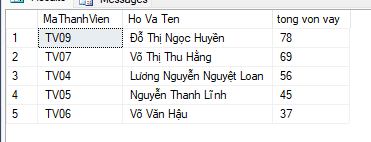 Messages
MaThanhVien Ho Va Ten tong von vay
1 TV09 Đỗ Thị Ngọc Huyền 78
2 TV07 Võ Thị Thu Hằng 69
3 TV04 Lương Nguyễn Nguyệt Loan 56
4 TV05 Nguyễn Thanh Lĩnh 45
5 TV06 Võ Văn Hậu 37